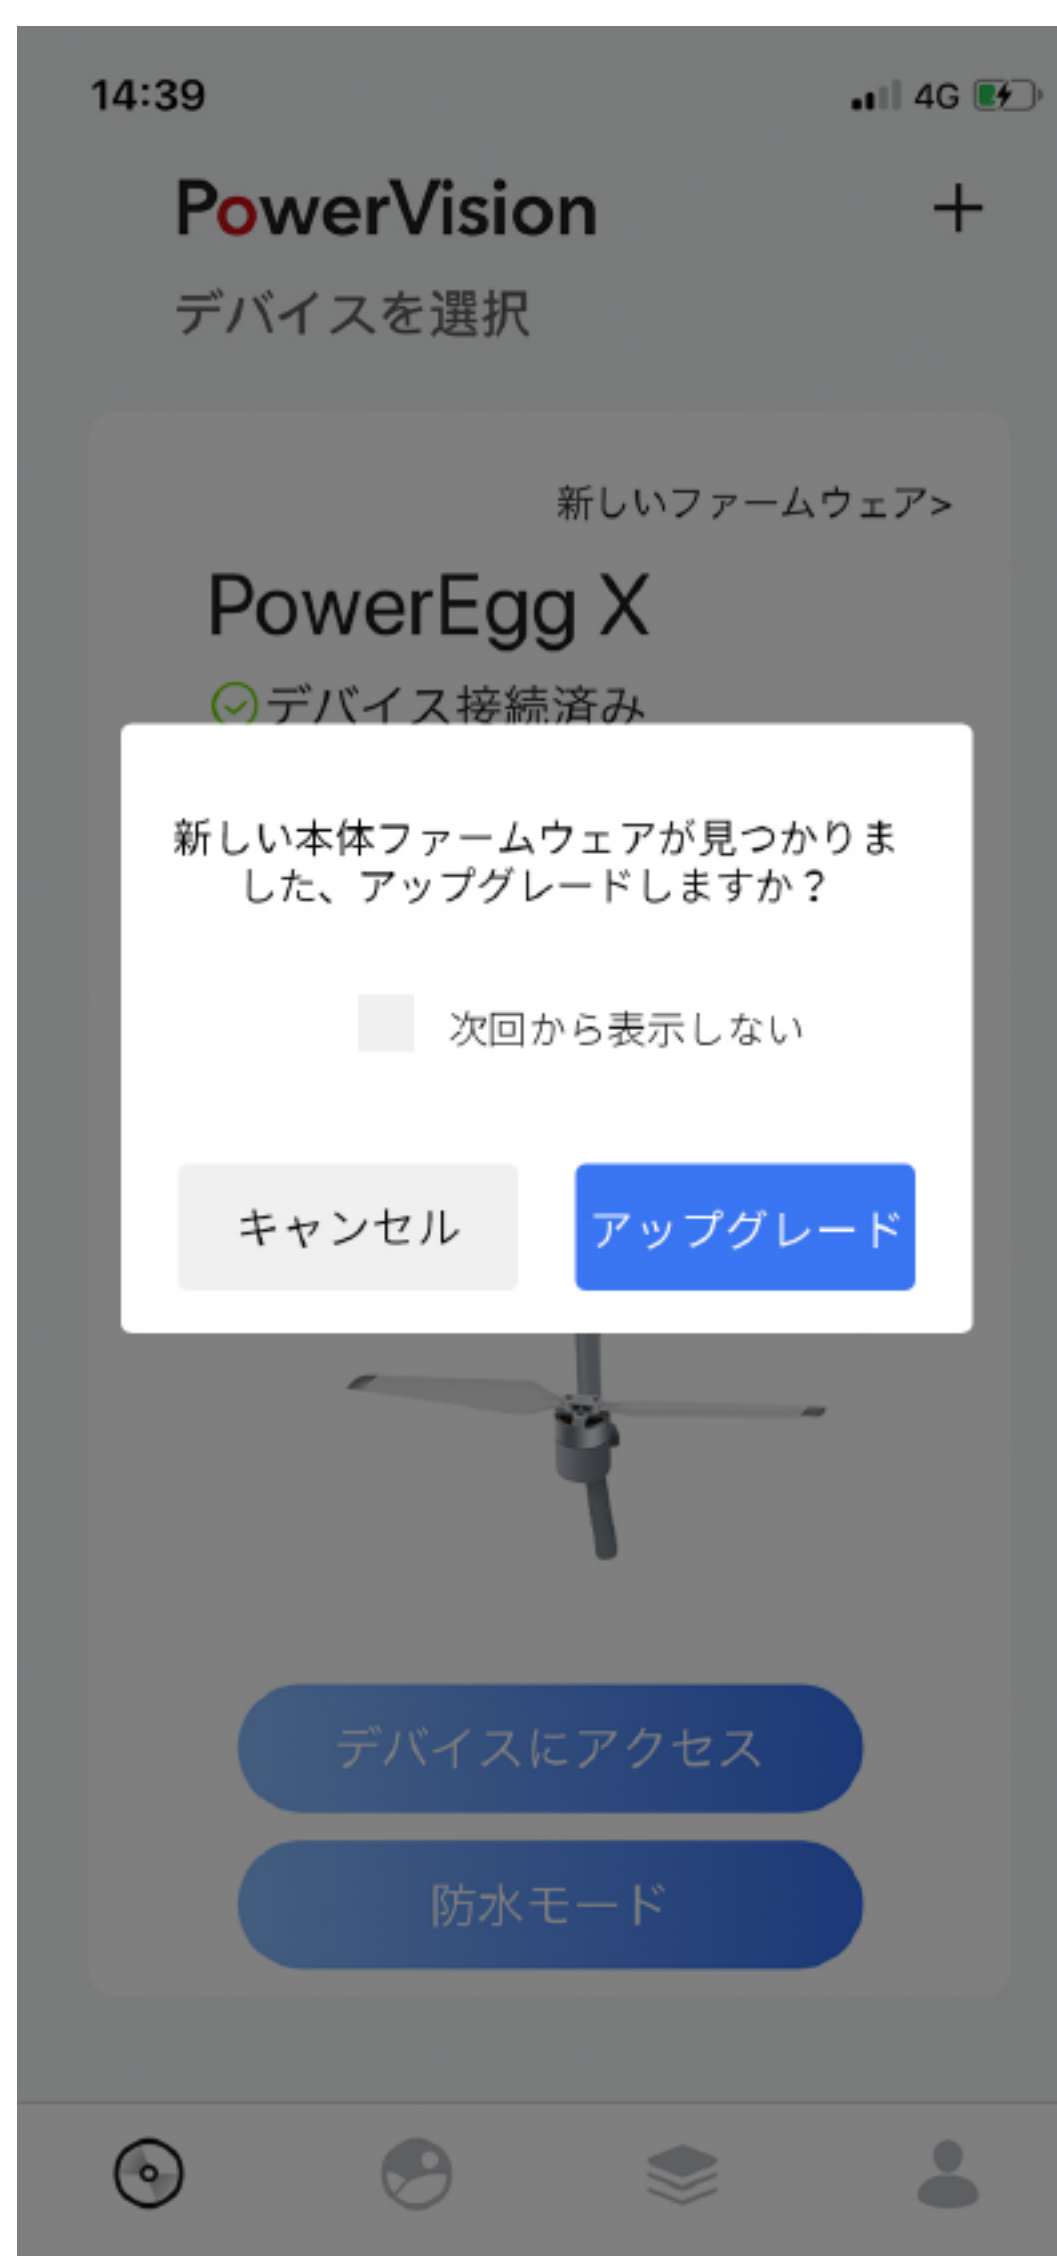 14:39
4G
PowerVision
+
デバイスを選択
新しいファームウェア>
PowerEgg X
デバイス接続済み
新しい本体ファームウェアが見つかりま
した、アップグレードしますか？
次回から表示しない
キャンセル
アップグレード
デバイスにアクセス
防水モード